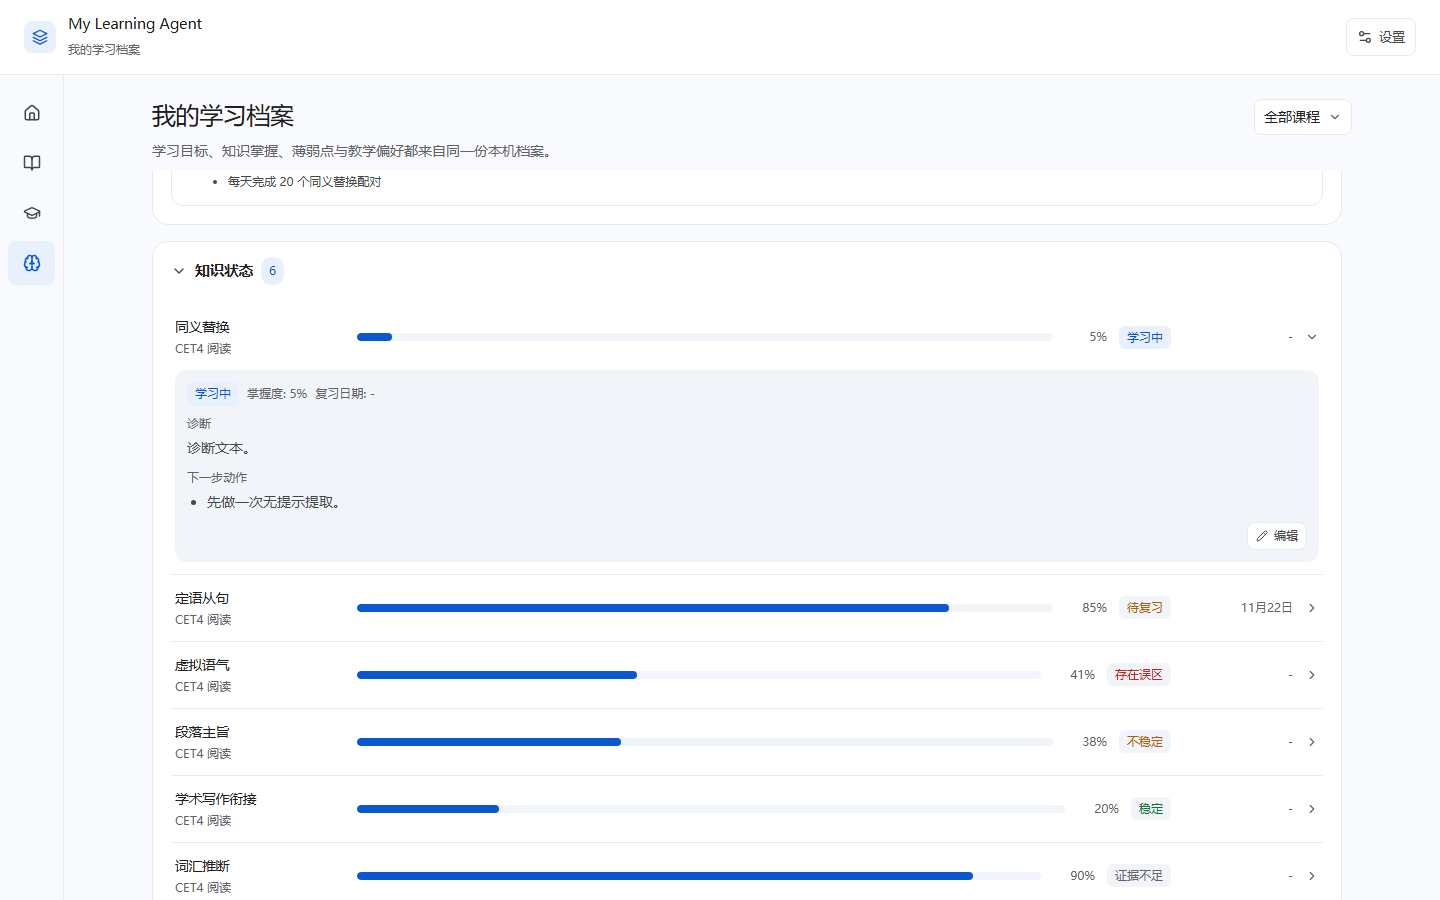 My Learning Agent
我的学习档案
设置
我的学习档案
全部课程
学习目标、知识掌握、薄弱点与教学偏好都来自同一份本机档案。
• 每天完成 20 个同义替换配对
知识状态 6
同义替换
CET4 阅读
5% 学习中 -
学习中 掌握度: 5% 复习日期: -
诊断
诊断文本。
下一步动作
• 先做一次无提示提取。
编辑
定语从句
CET4 阅读
85% 待复习 11月22日
虚拟语气
CET4 阅读
41% 存在误区 -
段落主旨
CET4 阅读
38% 不稳定 -
学术写作衔接
CET4 阅读
20% 稳定 -
词汇推断
CET4 阅读
90% 证据不足 -